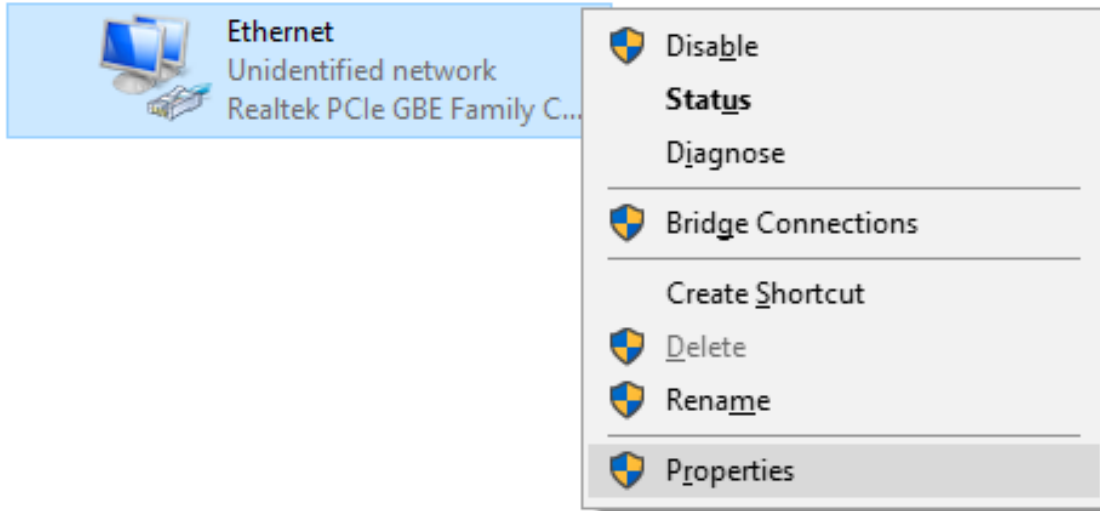 Ethernet
Unidentified network
Realtek PCIe GBE Family C...
Disable
Status
Diagnose
Bridge Connections
Create Shortcut
Delete
Rename
Properties